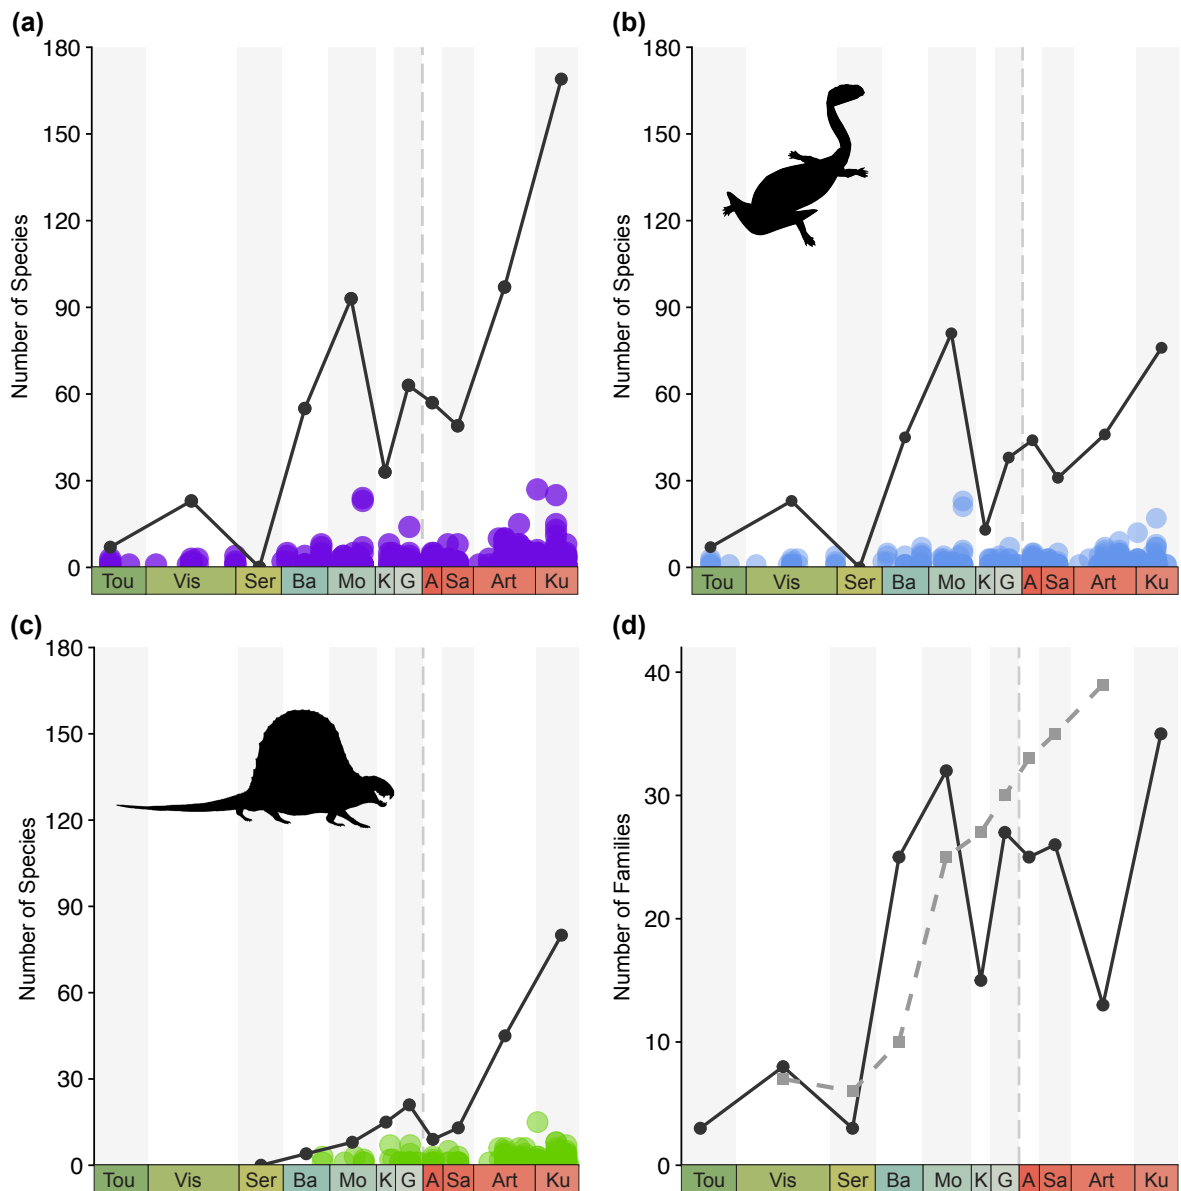 (a)
Number of Species
180
150
120
90
60
30
0
Tou Vis Ser Ba Mo K G A Sa Art Ku
(b)
Number of Species
180
150
120
90
60
30
0
Tou Vis Ser Ba Mo K G A Sa Art Ku
(c)
Number of Species
180
150
120
90
60
30
0
Tou Vis Ser Ba Mo K G A Sa Art Ku
(d)
Number of Families
40
30
20
10
0
Tou Vis Ser Ba Mo K G A Sa Art Ku